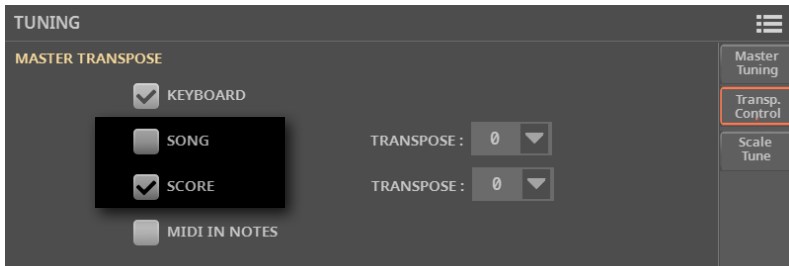 TUNING
MASTER TRANSPOSE
KEYBOARD
SONG TRANSPOSE : 0
SCORE TRANSPOSE : 0
MIDI IN NOTES
Master
Tuning
Transp.
Control
Scale
Tune